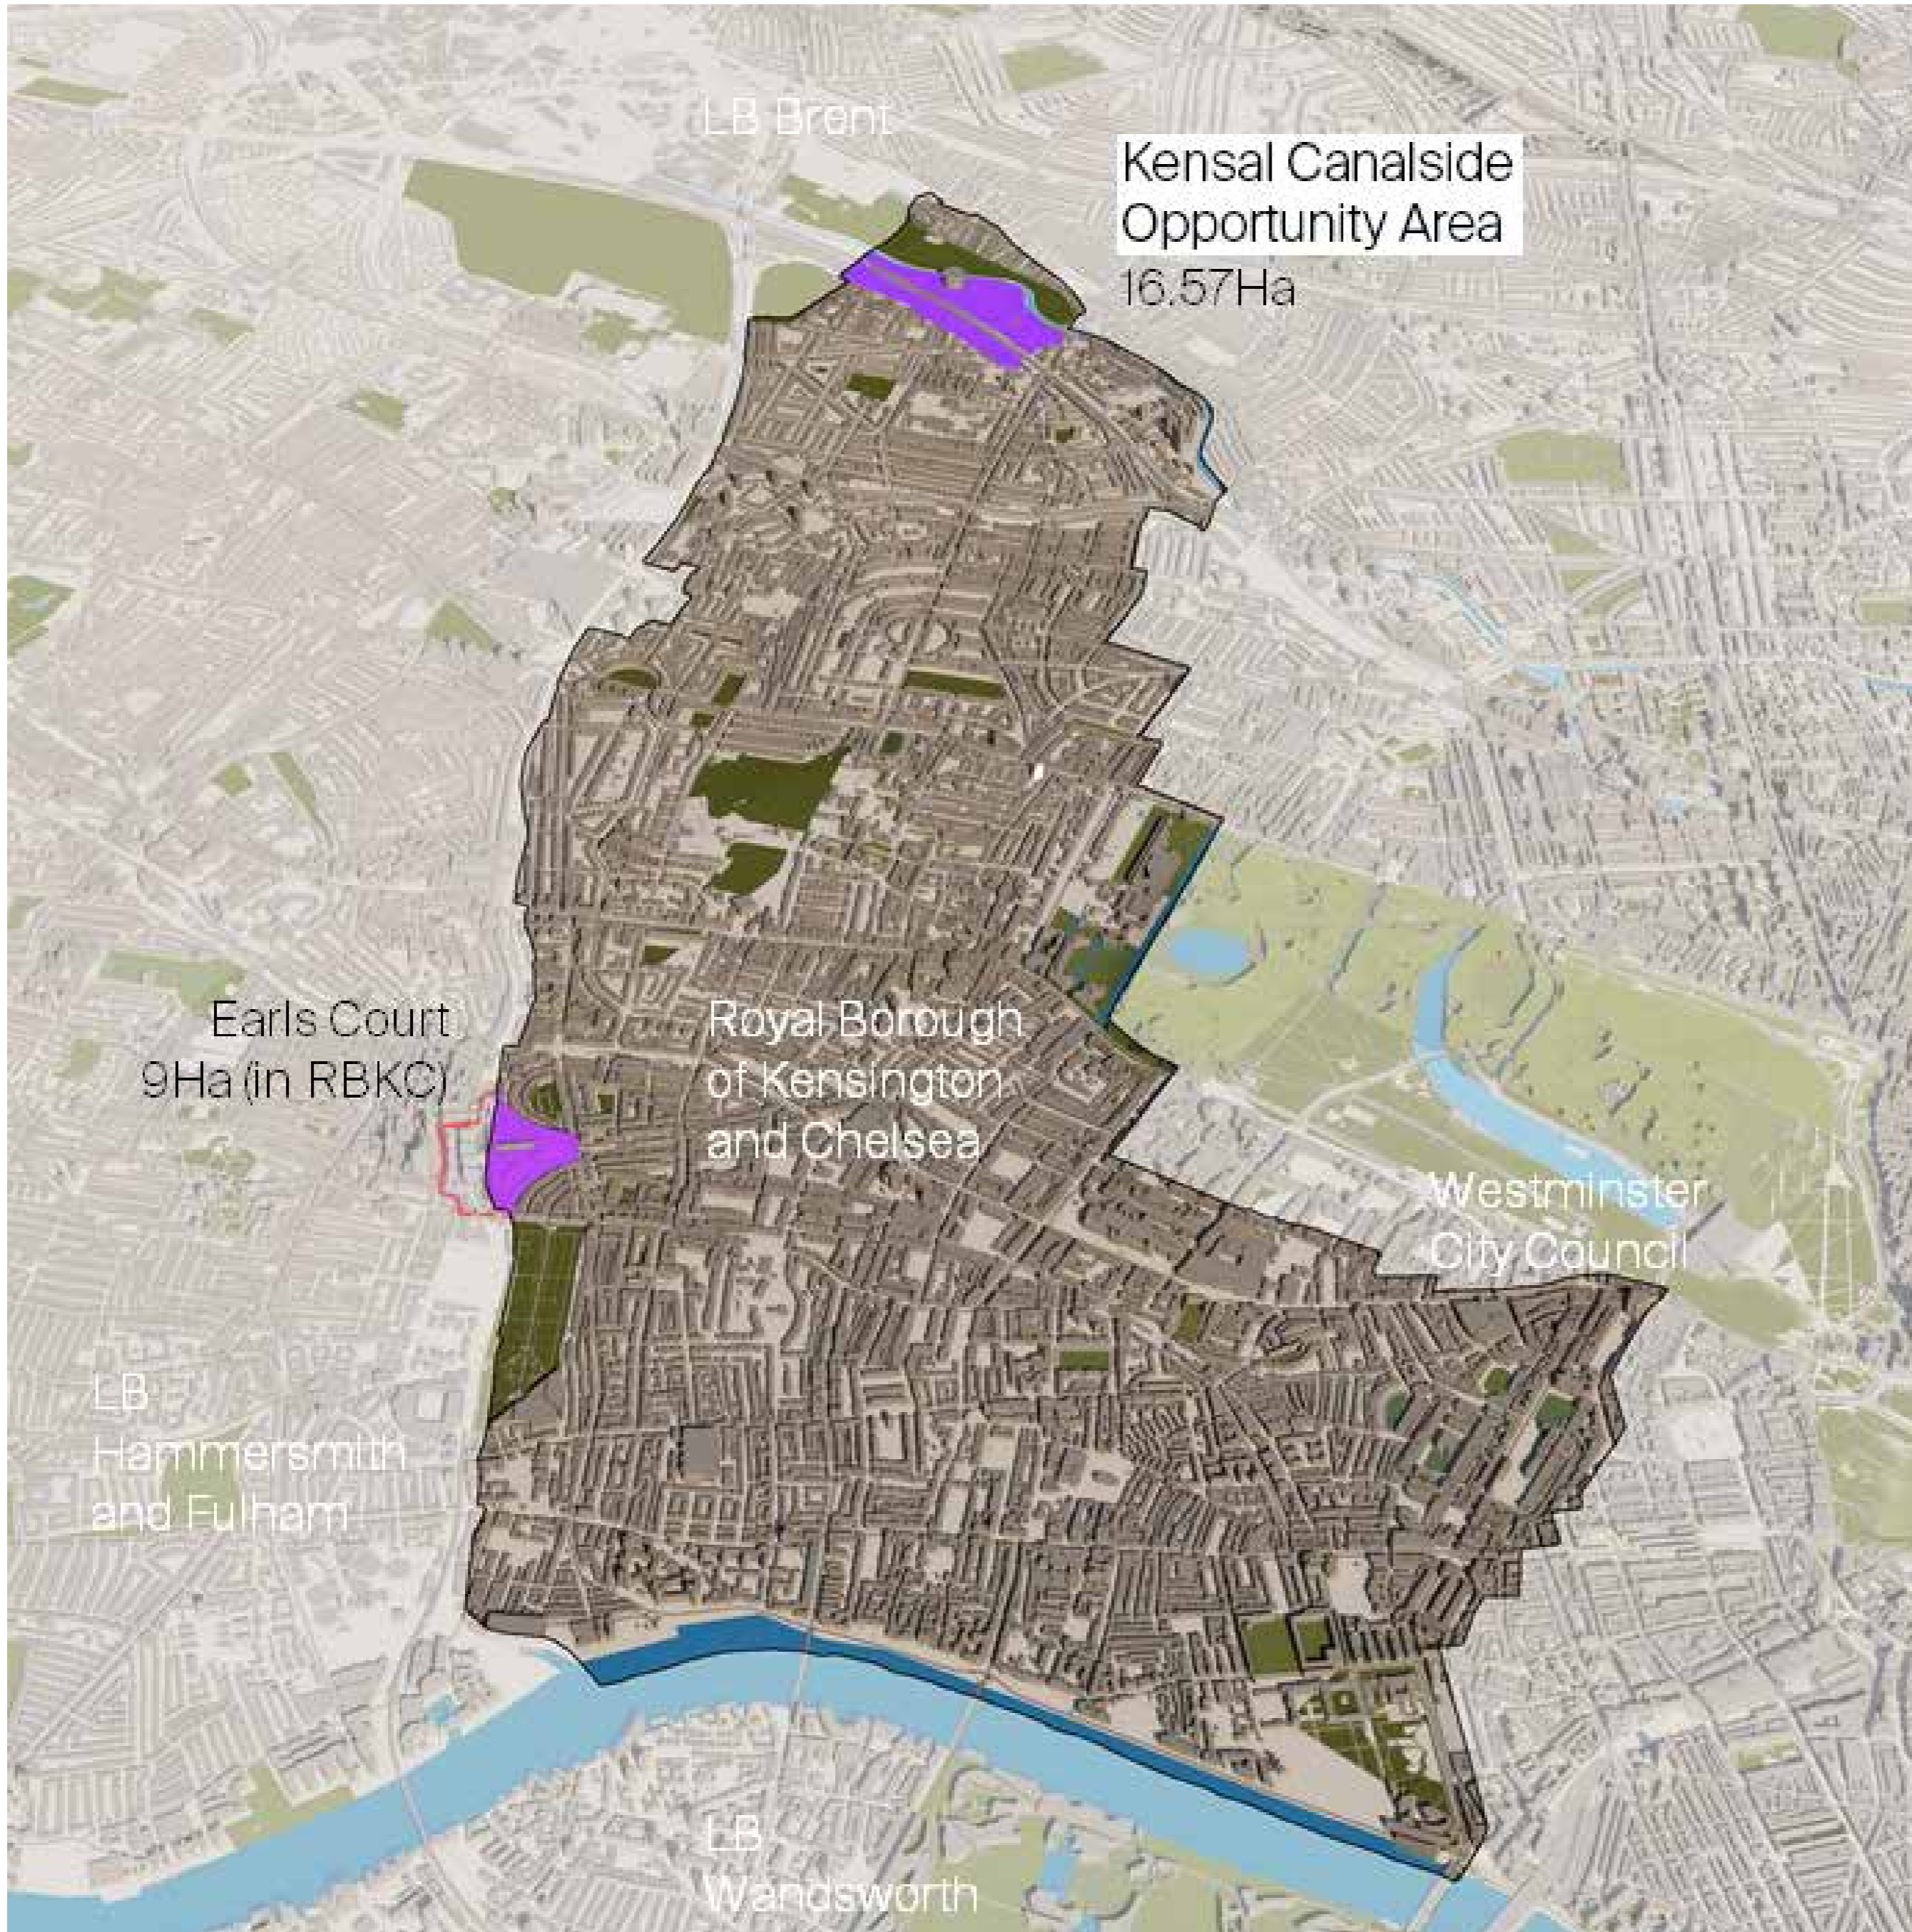 LB Brent
Kensal Canalside
Opportunity Area
16.57Ha
Earls Court
9Ha (in RBKC)
Royal Borough
of Kensington
and Chelsea
Westminster
City Council
LB
Hammersmith
and Fulham
LB
Wandsworth